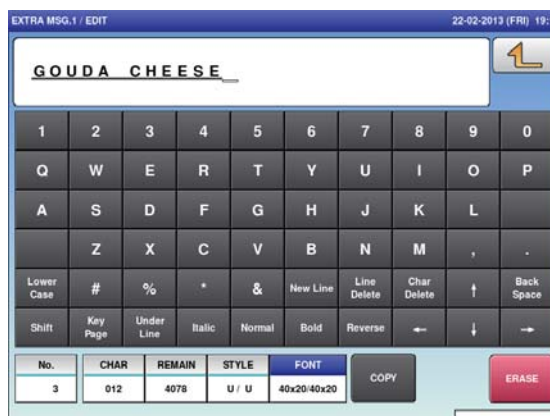 EXTRA MSG.1 / EDIT 22-02-2013 (FRI) 19:
GOUDA CHEESE_
1 2 3 4 5 6 7 8 9 0
Q W E R T Y U I O P
A S D F G H J K L
Z X C V B N M , .
Lower Case # % * & New Line Line Delete Char Delete ↑ Back Space
Shift Key Page Under Line Italic Normal Bold Reverse ← ↓ →
No. CHAR REMAIN STYLE FONT COPY ERASE
3 012 4078 U / U 40x20/40x20